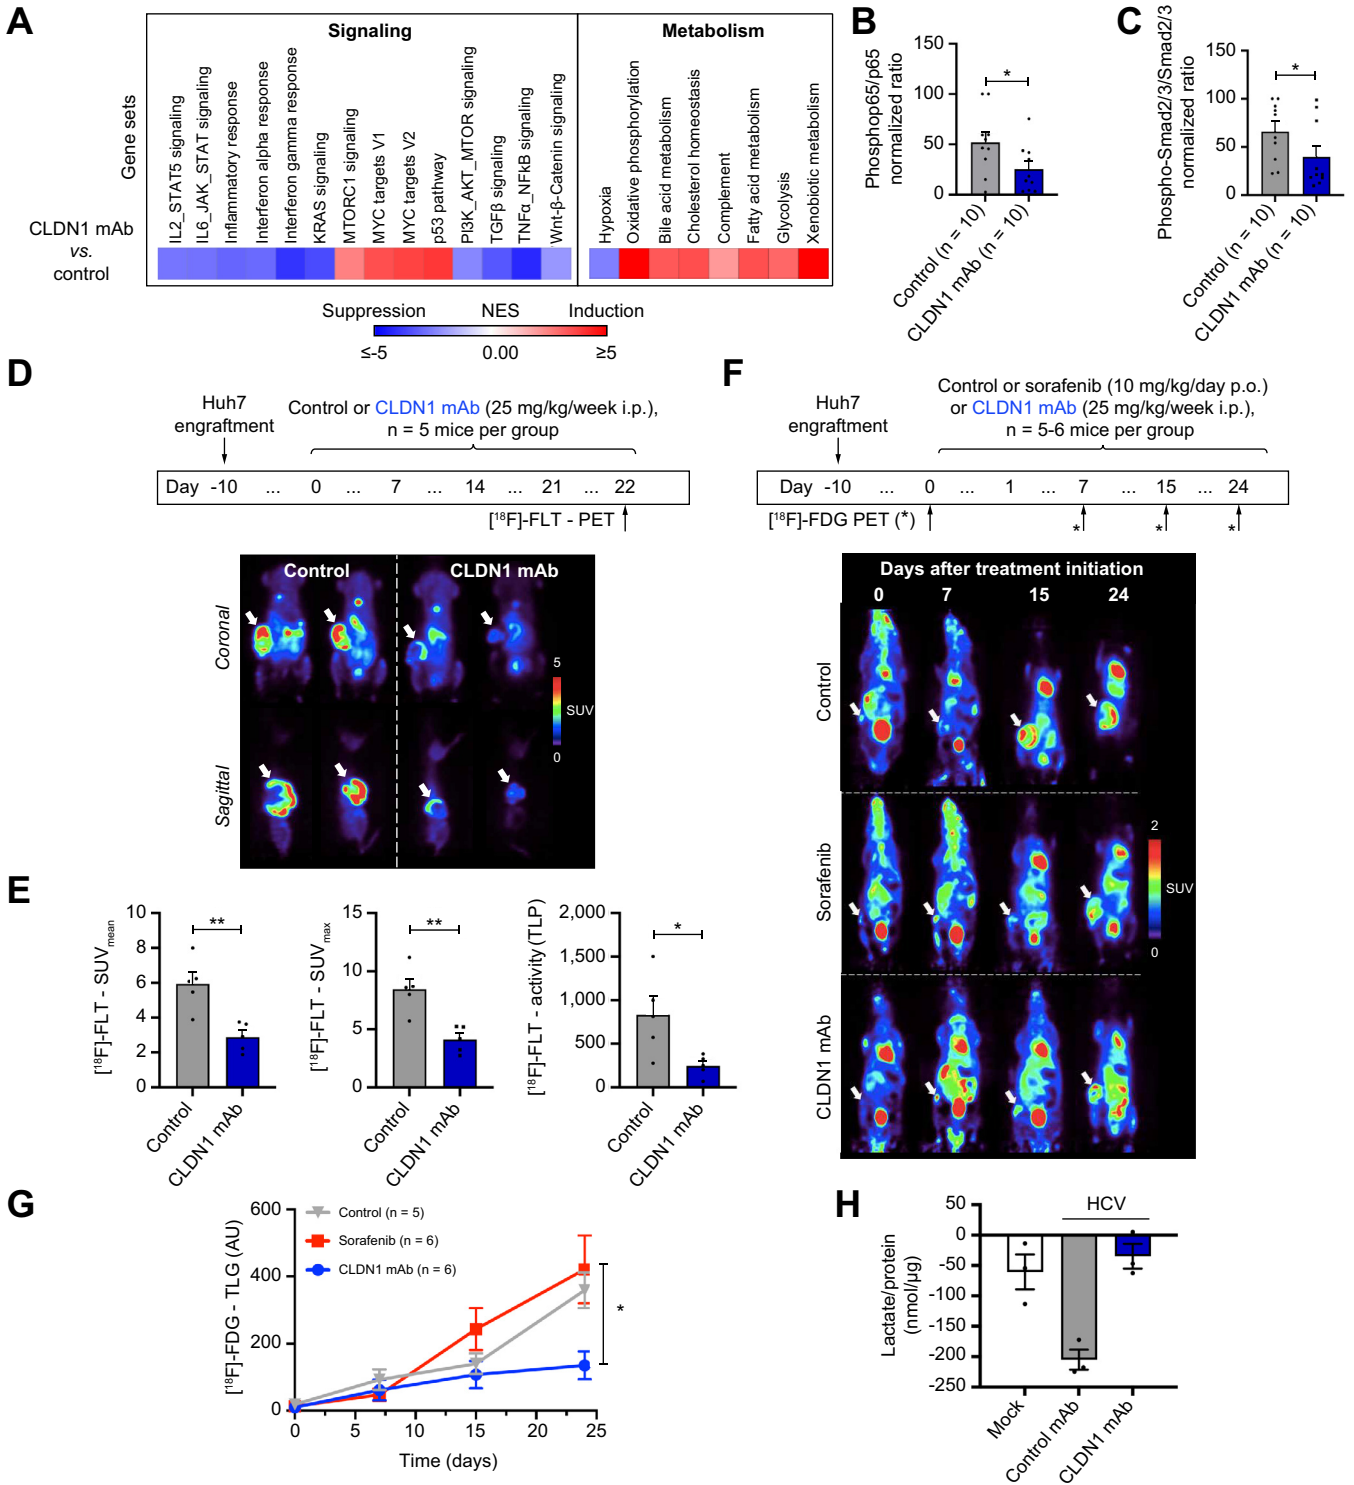 A
Signaling
Metabolism
Gene sets
IL2_STAT5 signaling
IL6_JAK_STAT signaling
Inflammatory response
Interferon alpha response
Interferon gamma response
KRAS signaling
MTORC1 signaling
MYC targets V1
MYC targets V2
p53 pathway
PI3K_AKT_MTOR signaling
TGFβ signaling
TNFα_NFkB signaling
Wnt-β-Catenin signaling
Hypoxia
Oxidative phosphorylation
Bile acid metabolism
Cholesterol homeostasis
Complement
Fatty acid metabolism
Glycolysis
Xenobiotic metabolism
CLDN1 mAb
vs.
control
Suppression
NES
Induction
≤-5
0.00
≥5
B
Phosphop65/p65
normalized ratio
150
100
50
0
*
Control (n = 10)
CLDN1 mAb (n = 10)
C
Phospho-Smad2/3/Smad2/3
normalized ratio
150
100
50
0
*
Control (n = 10)
CLDN1 mAb (n = 10)
D
Huh7
engraftment
Control or CLDN1 mAb (25 mg/kg/week i.p.),
n = 5 mice per group
Day -10 ... 0 ... 7 ... 14 ... 21 ... 22
[18F]-FLT - PET
Control
CLDN1 mAb
Coronal
Sagittal
5
SUV
0
E
[18F]-FLT - SUVmean
10
8
6
4
2
0
**
Control
CLDN1 mAb
[18F]-FLT - SUVmax
15
10
5
0
**
Control
CLDN1 mAb
[18F]-FLT - activity (TLP)
2,000
1,500
1,000
500
0
*
Control
CLDN1 mAb
F
Huh7
engraftment
Control or sorafenib (10 mg/kg/day p.o.)
or CLDN1 mAb (25 mg/kg/week i.p.),
n = 5-6 mice per group
Day -10 ... 0 ... 1 ... 7 ... 15 ... 24
[18F]-FDG PET (*)
*
*
*
Days after treatment initiation
0 7 15 24
Control
Sorafenib
CLDN1 mAb
2
SUV
0
G
[18F]-FDG - TLG (AU)
600
400
200
0
Control (n = 5)
Sorafenib (n = 6)
CLDN1 mAb (n = 6)
*
0 5 10 15 20 25
Time (days)
H
Lactate/protein
(nmol/µg)
50
0
-50
-100
-150
-200
-250
HCV
Mock
Control mAb
CLDN1 mAb